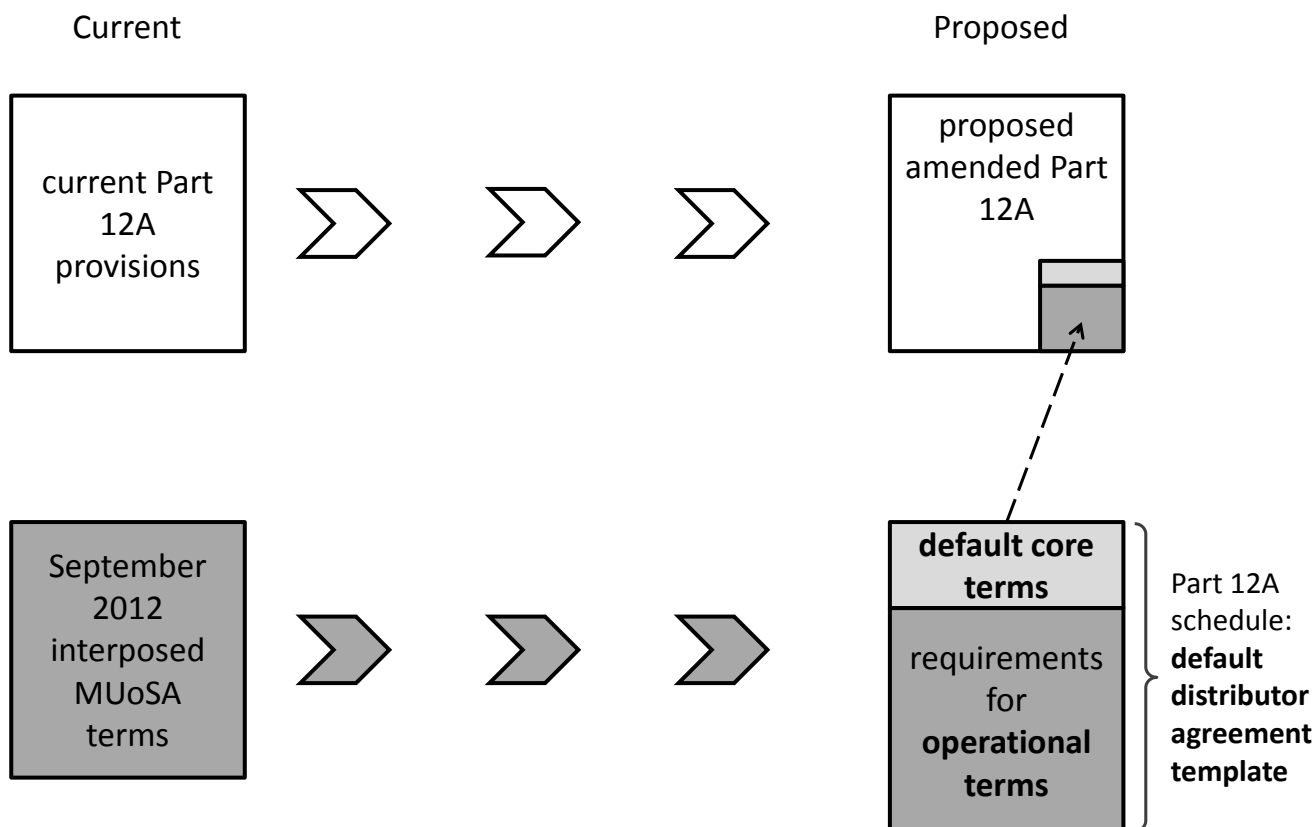 Current
Proposed
current Part
12A
provisions
proposed
amended Part
12A
September
2012
interposed
MUoSA
terms
default core
terms
requirements
for
operational
terms
Part 12A
schedule:
default
distributor
agreement
template